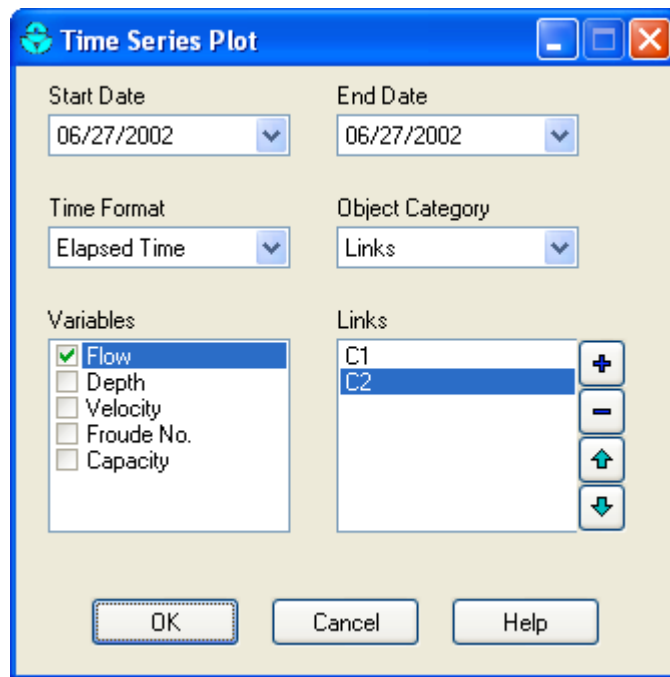 Time Series Plot
Start Date End Date
06/27/2002 06/27/2002
Time Format Object Category
Elapsed Time Links
Variables Links
Flow C1
Depth C2
Velocity
Froude No.
Capacity
OK Cancel Help